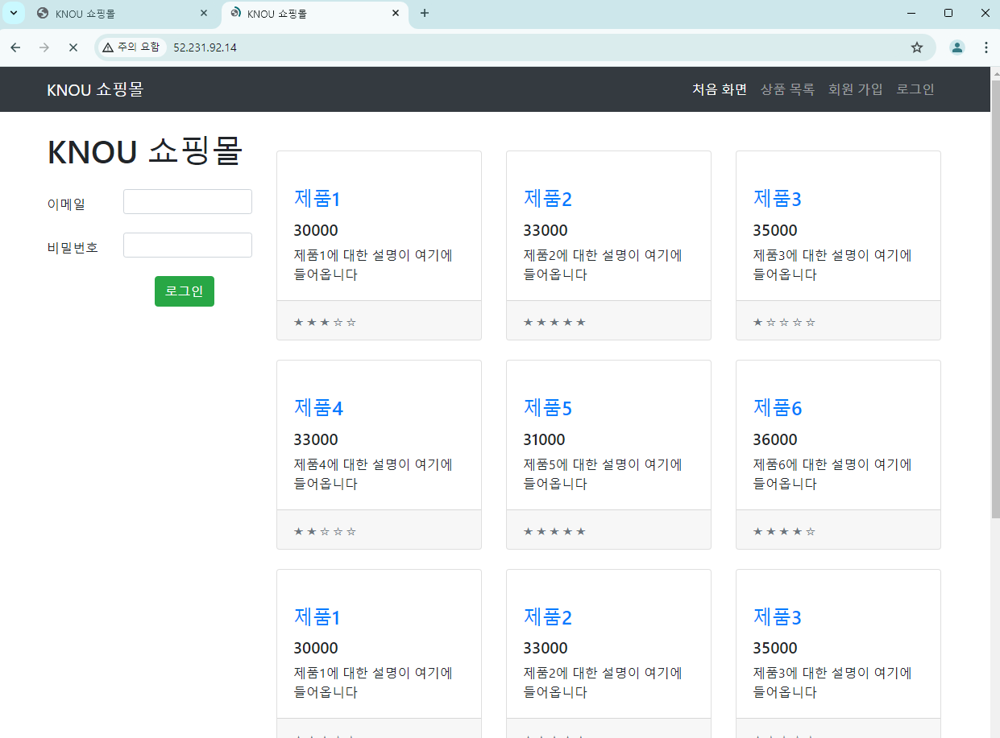 KNOU 쇼핑몰
KNOU 쇼핑몰
주의 요함 52.231.92.14
KNOU 쇼핑몰 처음 화면 상품 목록 회원 가입 로그인
KNOU 쇼핑몰
이메일
비밀번호
로그인
제품1
30000
제품1에 대한 설명이 여기에
들어옵니다
★ ★ ★ ☆ ☆
제품2
33000
제품2에 대한 설명이 여기에
들어옵니다
★ ★ ★ ★ ★
제품3
35000
제품3에 대한 설명이 여기에
들어옵니다
★ ☆ ☆ ☆ ☆
제품4
33000
제품4에 대한 설명이 여기에
들어옵니다
★ ★ ☆ ☆ ☆
제품5
31000
제품5에 대한 설명이 여기에
들어옵니다
★ ★ ★ ★ ★
제품6
36000
제품6에 대한 설명이 여기에
들어옵니다
★ ★ ★ ★ ☆
제품1
30000
제품1에 대한 설명이 여기에
들어옵니다
제품2
33000
제품2에 대한 설명이 여기에
들어옵니다
제품3
35000
제품3에 대한 설명이 여기에
들어옵니다